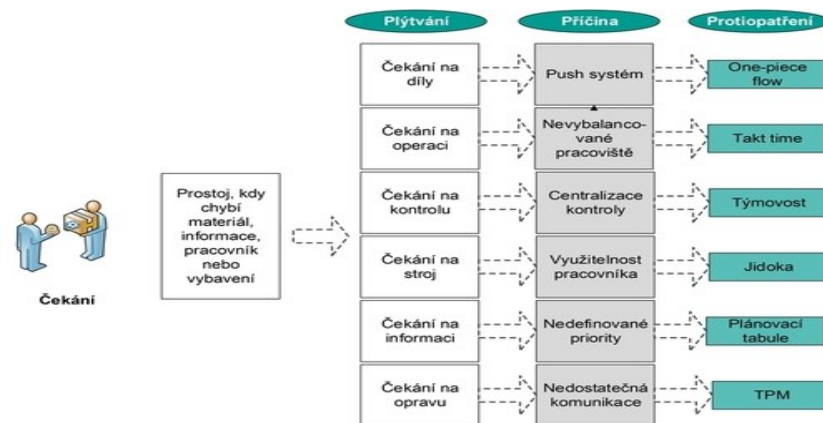 Plýtvání
Příčina
Protiopatření
Čekání na
díly
Push systém
One-piece
flow
Čekání na
operaci
Nevybalanco-
vané
pracoviště
Takt time
Prostoj, kdy
chybí
materiál,
informace,
pracovník
nebo
vybavení
Čekání
Čekání na
kontrolu
Centralizace
kontroly
Týmovost
Čekání na
stroj
Využitelnost
pracovníka
Jidoka
Čekání na
informaci
Nedefinované
priority
Plánovací
tabule
Čekání na
opravu
Nedostatečná
komunikace
TPM